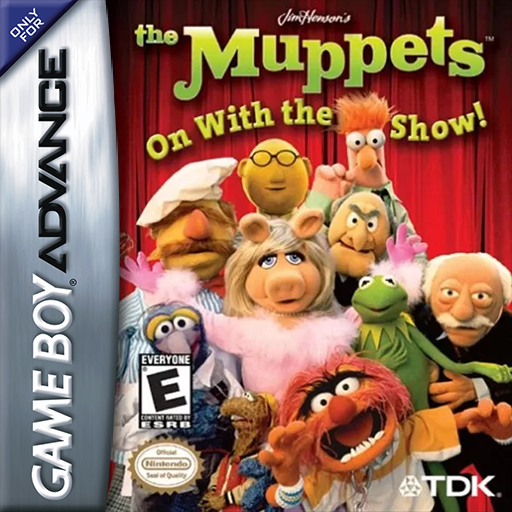 ONLY
FOR
GAME BOY ADVANCE
Jim Henson's
the Muppets™
On With the Show!
EVERYONE
E
CONTENT RATED BY
ESRB
Official
Nintendo
Seal of Quality
TDK